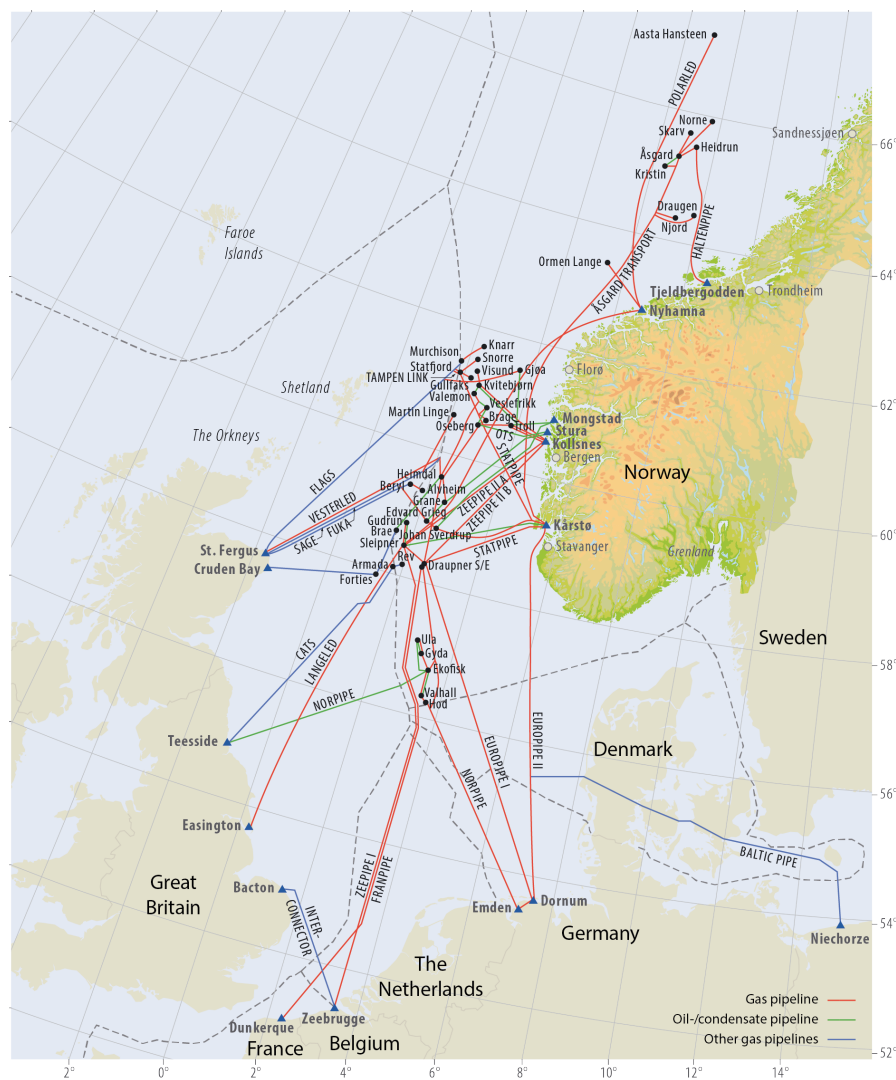 Aasta Hansteen
POLARLED
Norne
Skarv
Sandnessjøen
66°
Heidrun
Åsgard
Kristin
Draugen
Njord
HALTENPIPE
Faroe
Islands
ÅSGARD TRANSPORT
Ormen Lange
64°
Tjeldbergodden
Trondheim
Nyhamna
Knarr
Murchison
Snorre
Statfjord
Visund
Gjøa
Florø
TAMPEN LINK
Gullfaks
Kvitebjørn
Shetland
Valemon
Veslefrikk
62°
Martin Linge
Brage
Mongstad
Oseberg
Troll
Stura
OTS
Kollsnes
The Orkneys
STATPIPE
Bergen
Norway
FLAGS
Heimdal
Beryl
Alvheim
ZEEPIPE II A
VESTERLED
Grane
ZEEPIPE II B
Edvard Grieg
SAGE
FUKA
Gudrun
Kårstø
Brae
Johan Sverdrup
60°
St. Fergus
Sleipner
STATPIPE
Stavanger
Grenland
Cruden Bay
Rev
Armada
Draupner S/E
Forties
CATS
LANGELED
Ula
Sweden
Gyda
Ekofisk
58°
NORPIPE
Valhall
Hod
Teesside
EUROPIPE II
EUROPIPE I
Denmark
NORPIPE
56°
Easington
BALTIC PIPE
ZEEPIPE I
FRANPIPE
Great
Britain
Bacton
INTER-
CONNECTOR
Emden
Dornum
54°
Germany
Niechorze
The
Netherlands
Gas pipeline
Zeebrugge
Oil-/condensate pipeline
Dunkerque
Other gas pipelines
France
Belgium
52°
2°
0°
2°
4°
6°
8°
10°
12°
14°